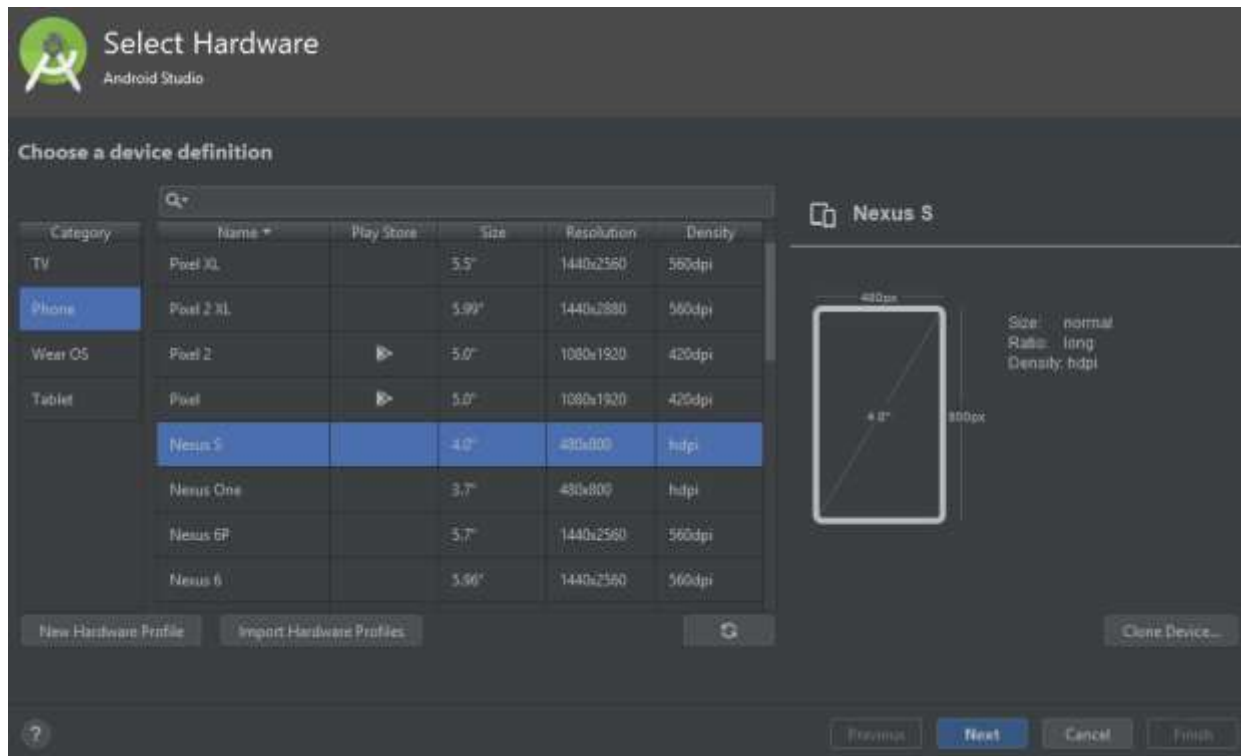 Select Hardware
Android Studio
Choose a device definition
Category Name Play Store Size Resolution Density
TV Pixel XL 5.5" 1440x2560 560dpi
Phone Pixel 2 XL 5.99" 1440x2880 560dpi
Wear OS Pixel 2 5.0" 1080x1920 420dpi
Tablet Pixel 5.0" 1080x1920 420dpi
Nexus S 4.0" 480x800 hdpi
Nexus One 3.7" 480x800 hdpi
Nexus 6P 5.7" 1440x2560 560dpi
Nexus 6 5.96" 1440x2560 560dpi
New Hardware Profile Import Hardware Profiles
Nexus S
480px
Size: normal
Ratio: long
Density: hdpi
4.0" 800px
Clone Device...
? Previous Next Cancel Finish